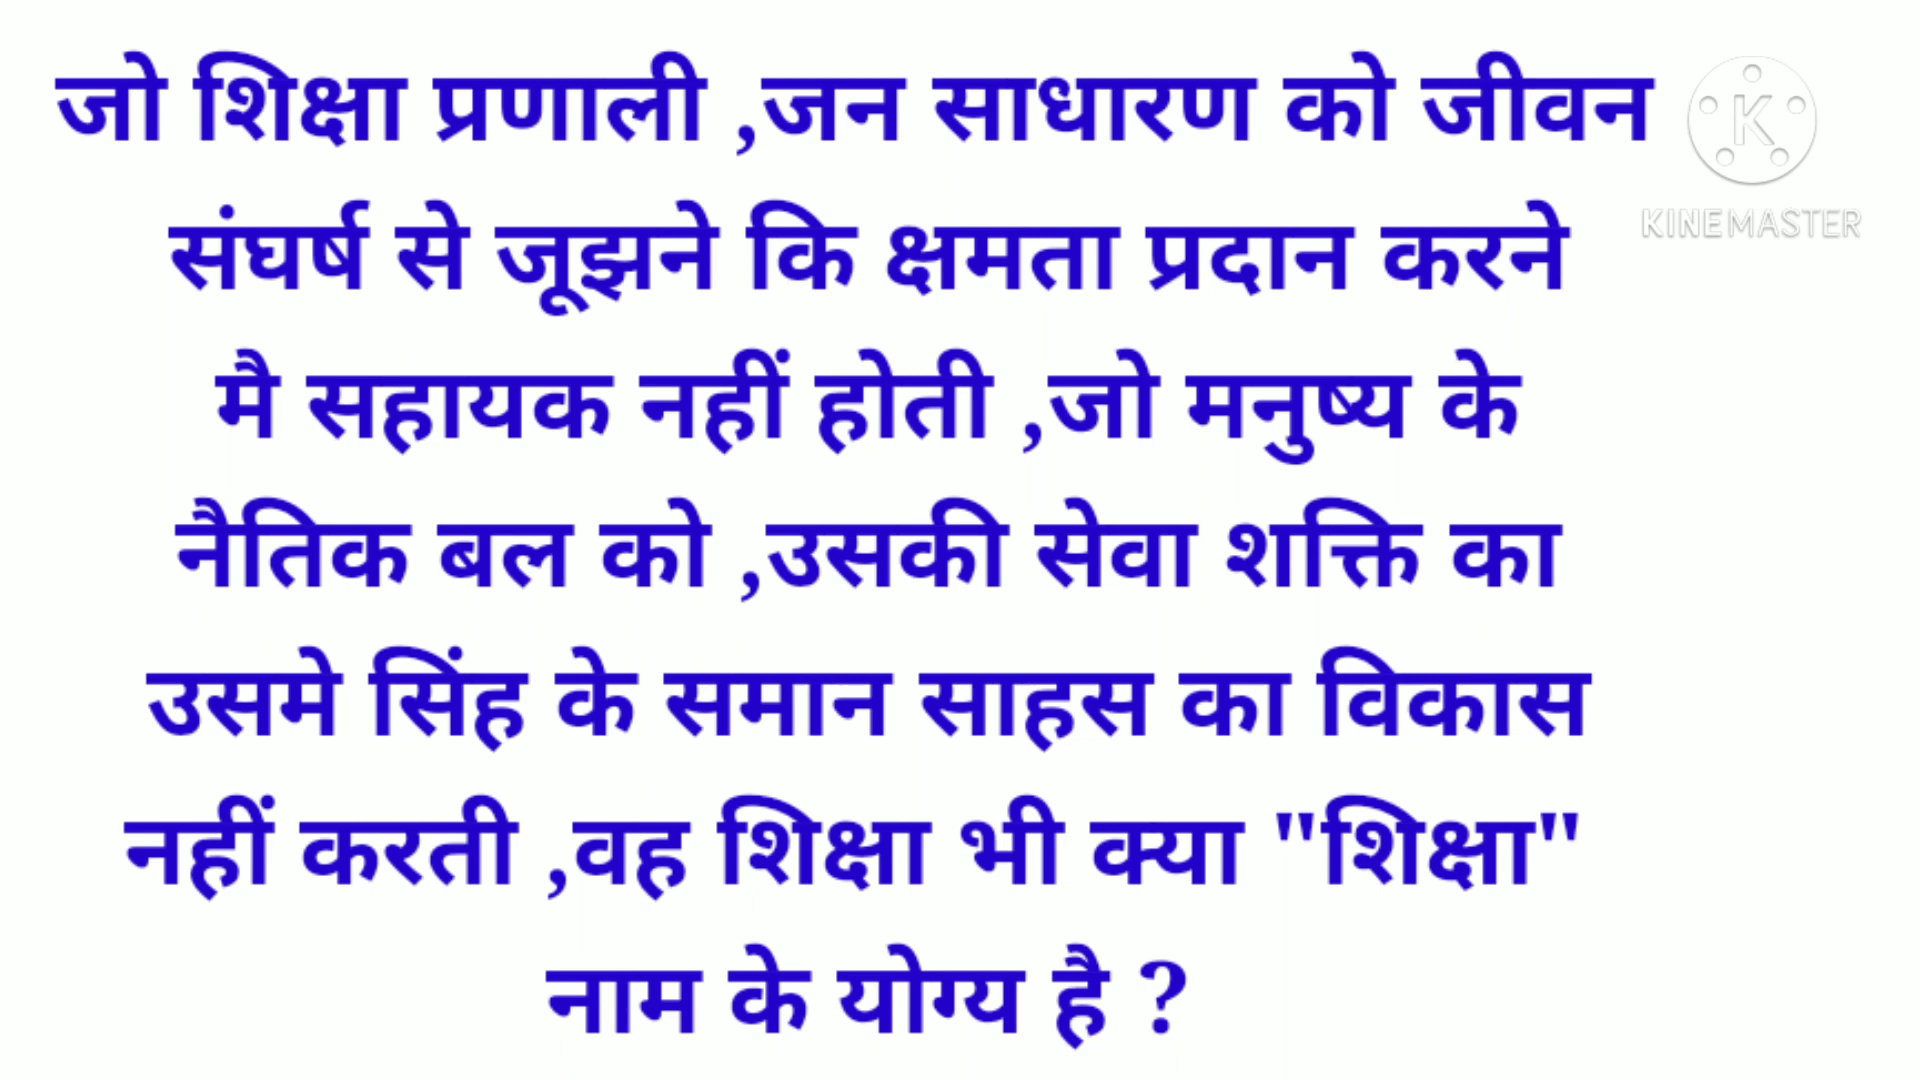 जो शिक्षा प्रणाली ,जन साधारण को जीवन
संघर्ष से जूझने कि क्षमता प्रदान करने
मै सहायक नहीं होती ,जो मनुष्य के
नैतिक बल को ,उसकी सेवा शक्ति का
उसमे सिंह के समान साहस का विकास
नहीं करती ,वह शिक्षा भी क्या "शिक्षा"
नाम के योग्य है ?
K
KINEMASTER